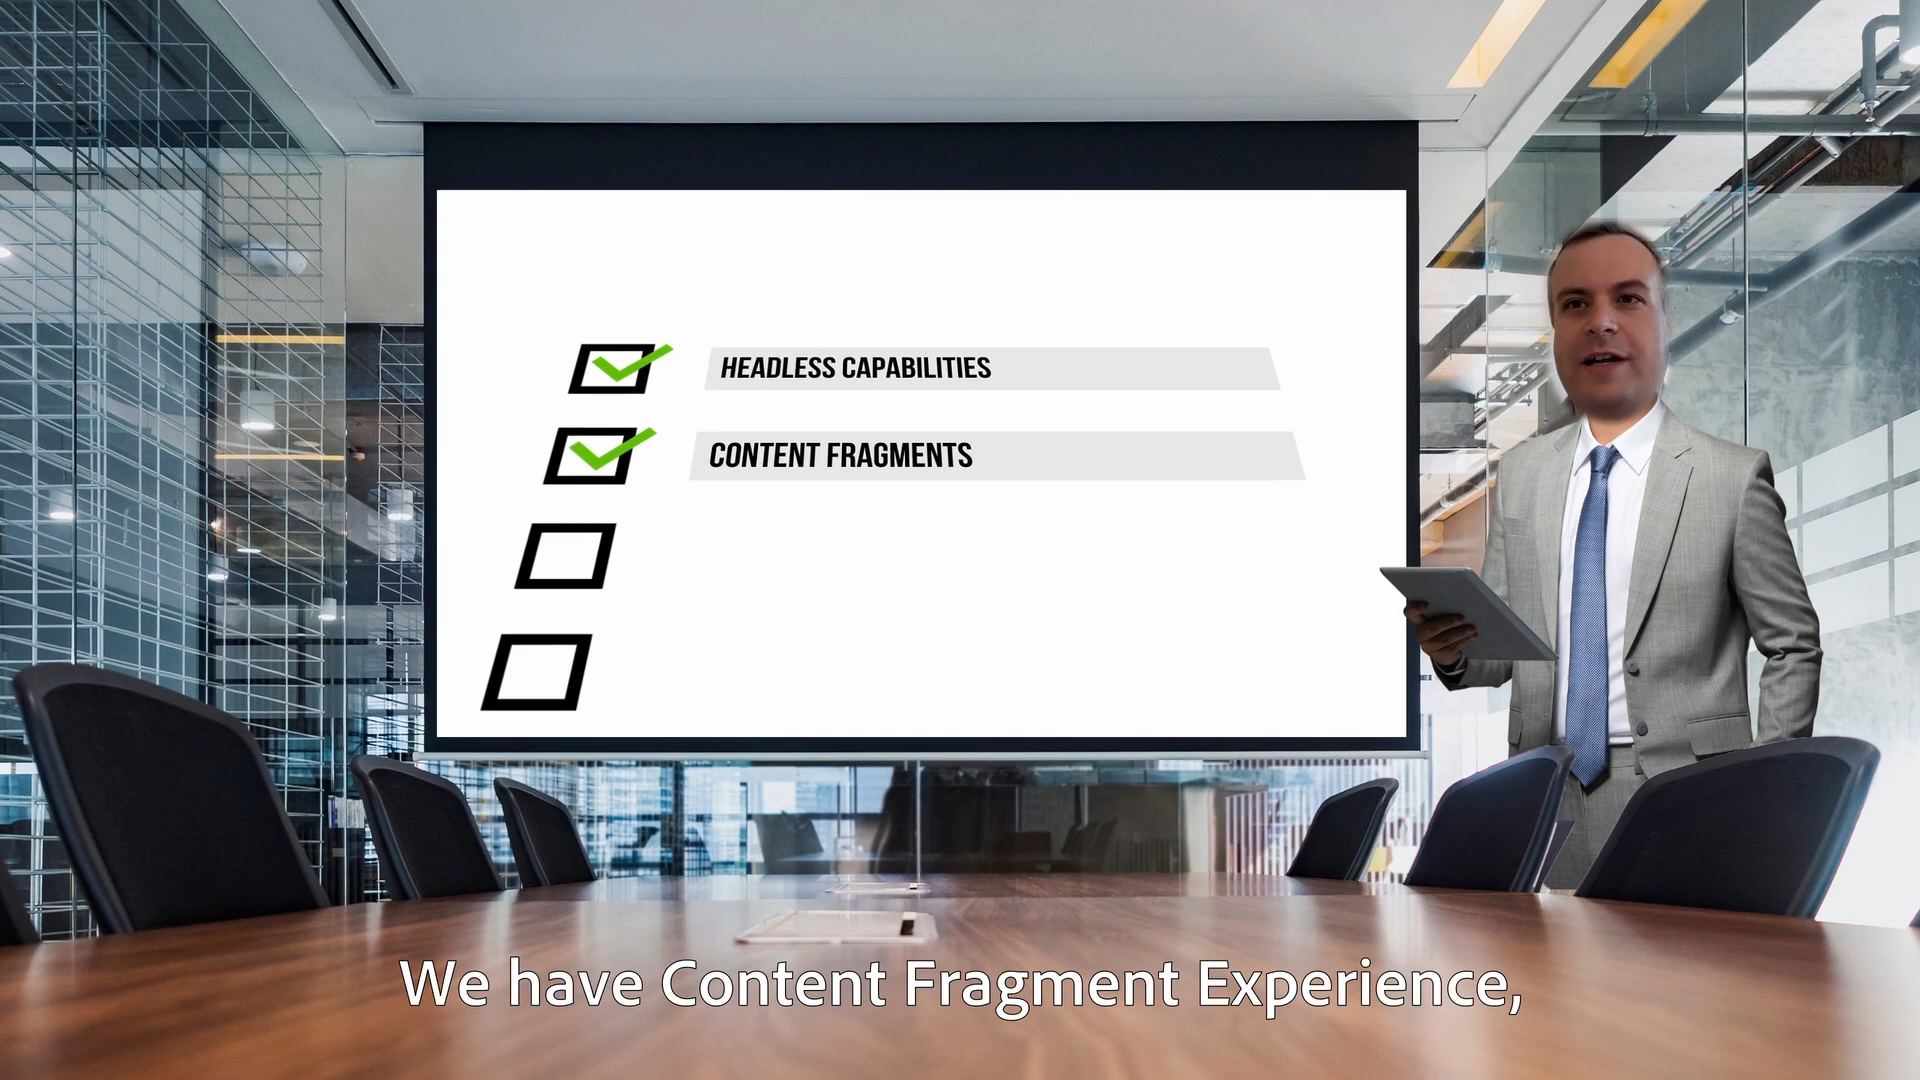 HEADLESS CAPABILITIES
CONTENT FRAGMENTS
We have Content Fragment Experience,